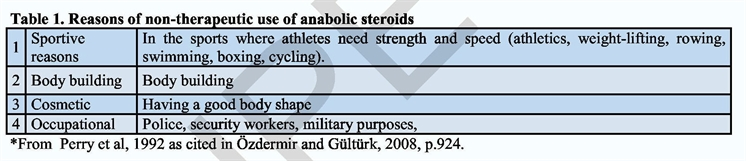 Table 1. Reasons of non-therapeutic use of anabolic steroids
1 Sportive reasons In the sports where athletes need strength and speed (athletics, weight-lifting, rowing, swimming, boxing, cycling).
2 Body building Body building
3 Cosmetic Having a good body shape
4 Occupational Police, security workers, military purposes,
*From Perry et al, 1992 as cited in Özdermir and Gültürk, 2008, p.924.